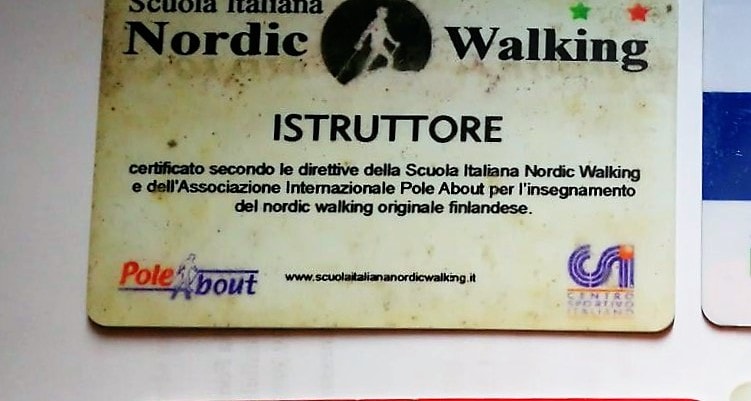 Scuola Italiana
Nordic Walking
ISTRUTTORE
certificato secondo le direttive della Scuola Italiana Nordic Walking
e dell'Associazione Internazionale Pole About per l'insegnamento
del nordic walking originale finlandese.
Pole About
www.scuolaitaliananordicwalking.it
CSI
CENTRO
SPORTIVO
ITALIANO